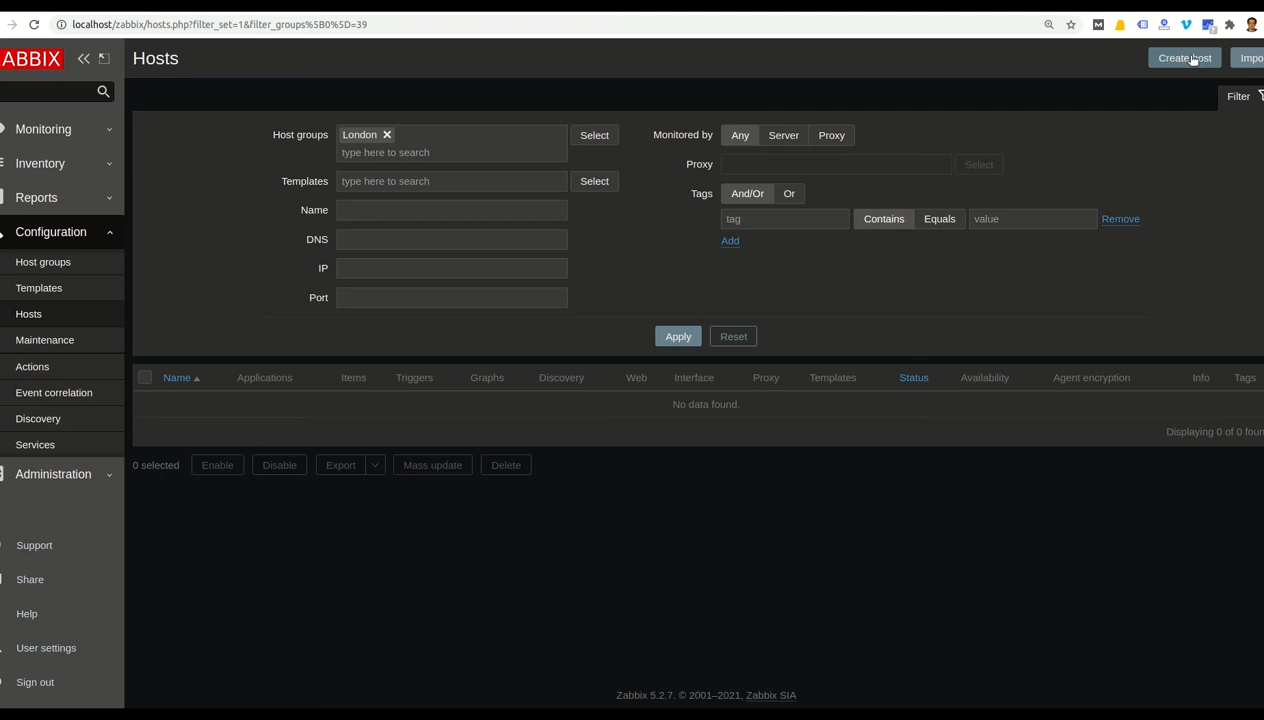 localhost/zabbix/hosts.php?filter_set=1&filter_groups%5B0%5D=39
ABBIX
Hosts
Create host
Impo
Filter
Monitoring
Inventory
Reports
Configuration
Host groups
Templates
Hosts
Maintenance
Actions
Event correlation
Discovery
Services
Administration
Support
Share
Help
User settings
Sign out
Host groups London
type here to search
Select
Templates type here to search Select
Name
DNS
IP
Port
Monitored by Any Server Proxy
Proxy Select
Tags And/Or Or
tag Contains Equals value Remove
Add
Apply Reset
Name Applications Items Triggers Graphs Discovery Web Interface Proxy Templates Status Availability Agent encryption Info Tags
No data found.
Displaying 0 of 0 foun
0 selected Enable Disable Export Mass update Delete
Zabbix 5.2.7. © 2001–2021, Zabbix SIA